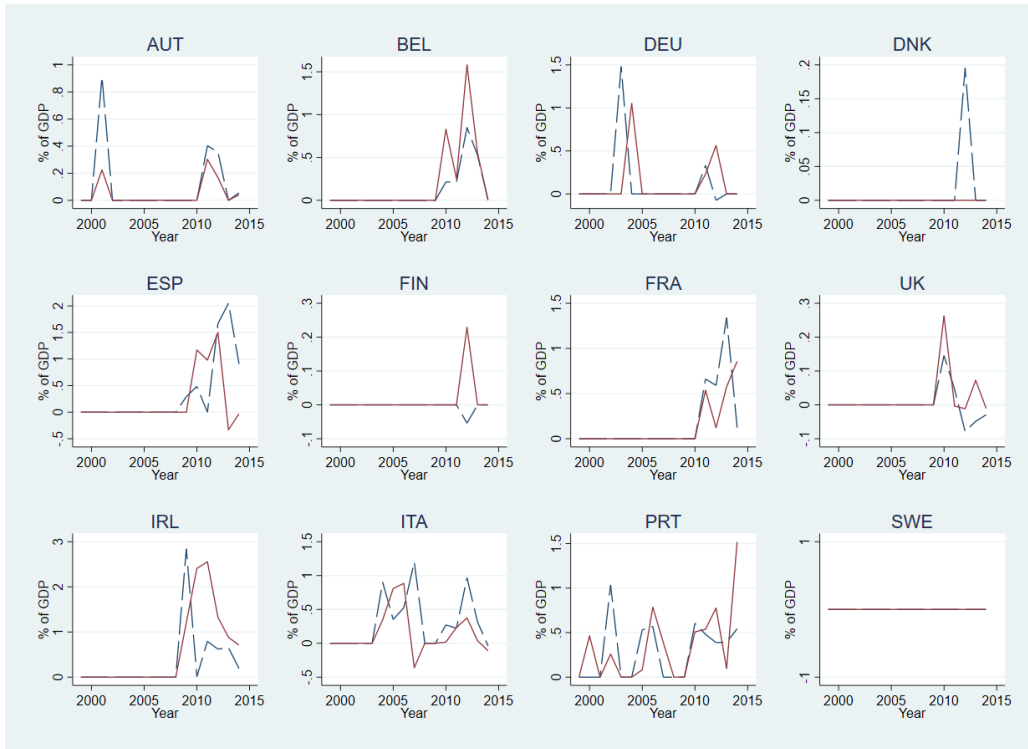 AUT
BEL
DEU
DNK
% of GDP
0 .2 .4 .6 .8 1
2000 2005 2010 2015
Year
% of GDP
0 .5 1 1.5
2000 2005 2010 2015
Year
% of GDP
0 .5 1 1.5
2000 2005 2010 2015
Year
% of GDP
0 .05 .1 .15 .2
2000 2005 2010 2015
Year
ESP
FIN
FRA
UK
% of GDP
-.5 0 .5 1 1.5 2
2000 2005 2010 2015
Year
% of GDP
-.1 0 .1 .2 .3
2000 2005 2010 2015
Year
% of GDP
0 .5 1 1.5
2000 2005 2010 2015
Year
% of GDP
-.1 0 .1 .2 .3
2000 2005 2010 2015
Year
IRL
ITA
PRT
SWE
% of GDP
0 1 2 3
2000 2005 2010 2015
Year
% of GDP
-.5 0 .5 1 1.5
2000 2005 2010 2015
Year
% of GDP
0 .5 1 1.5
2000 2005 2010 2015
Year
% of GDP
-1 1
2000 2005 2010 2015
Year